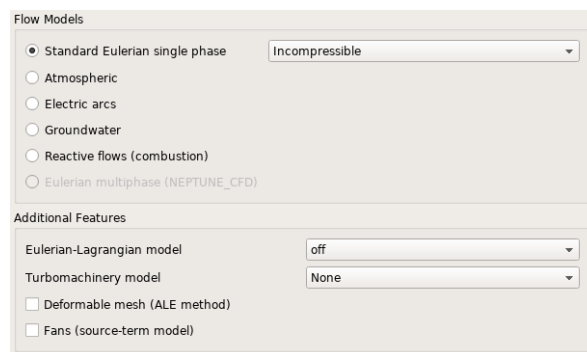 Flow Models
Standard Eulerian single phase Incompressible
Atmospheric
Electric arcs
Groundwater
Reactive flows (combustion)
Eulerian multiphase (NEPTUNE_CFD)
Additional Features
Eulerian-Lagrangian model off
Turbomachinery model None
Deformable mesh (ALE method)
Fans (source-term model)